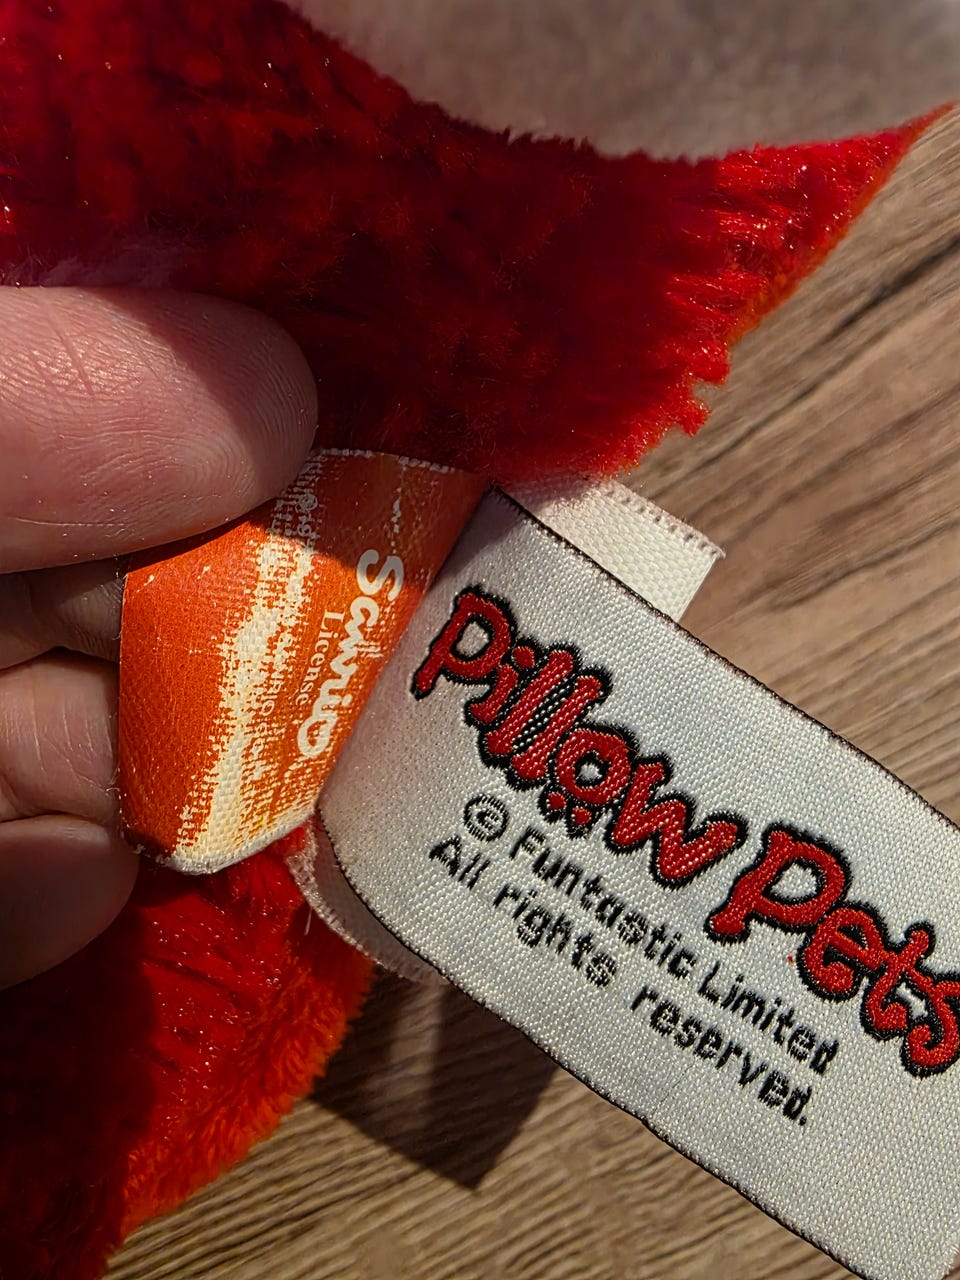 Sanrio
License
Pillow Pets
© Funtastic Limited
All rights reserved.